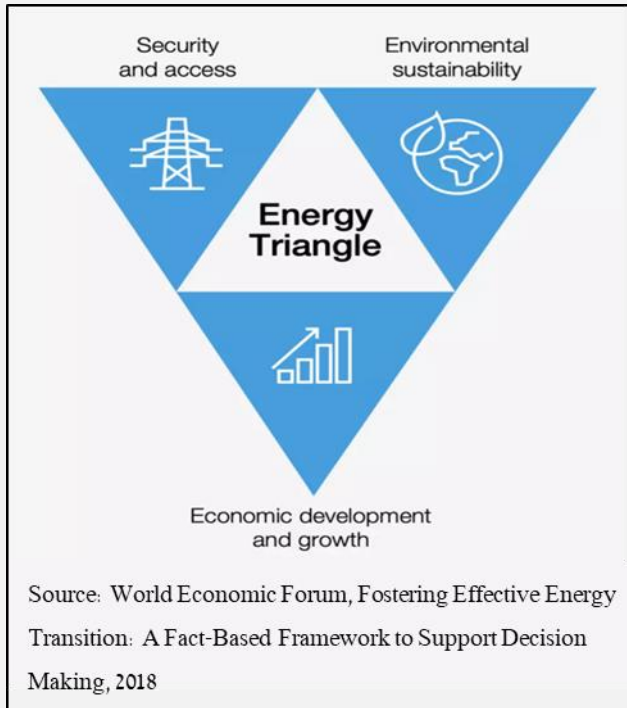 Security
and access
Environmental
sustainability
Energy
Triangle
Economic development
and growth
Source: World Economic Forum, Fostering Effective Energy
Transition: A Fact-Based Framework to Support Decision
Making, 2018